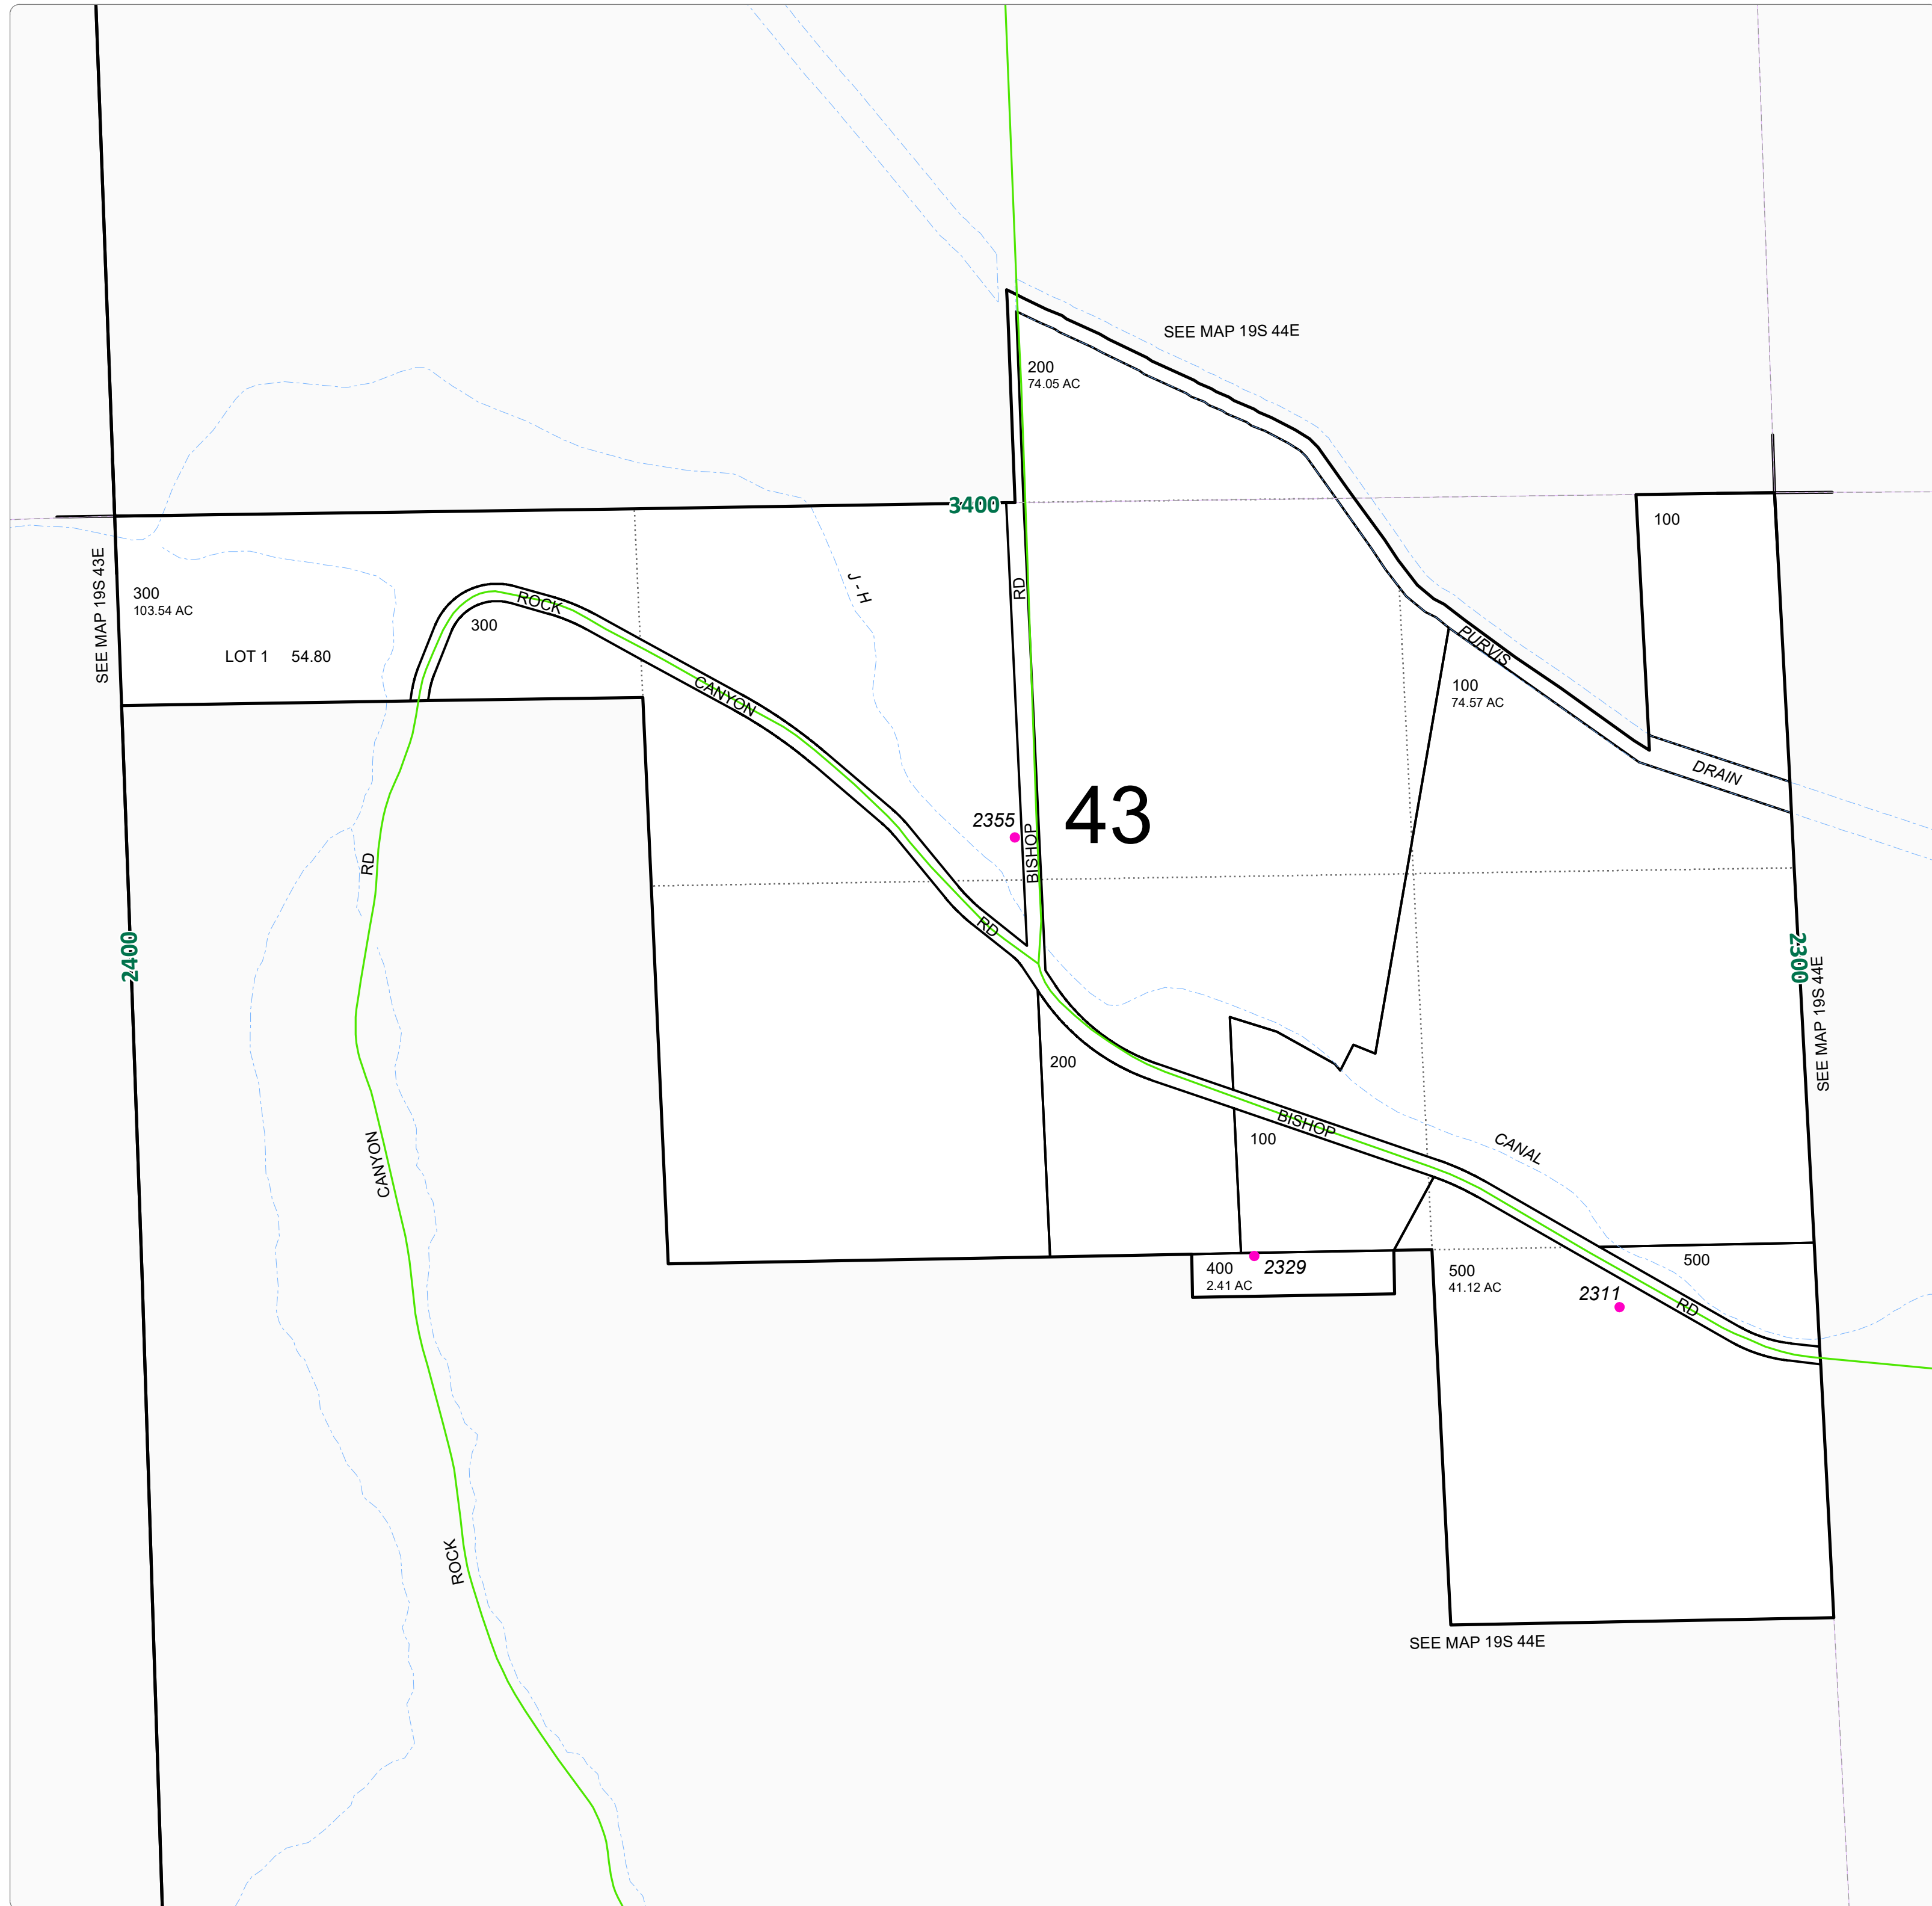 SEE MAP 19S 44E
200
74.05 AC
3400
100
SEE MAP 19S 43E
300
103.54 AC
J - H
RD
ROCK
300
LOT 1 54.80
PURVIS
CANYON
100
74.57 AC
DRAIN
43
2355
BISHOP
RD
RD
2400
2300
SEE MAP 19S 44E
200
BISHOP
100
CANAL
CANYON
400
2.41 AC
2329
500
41.12 AC
500
2311
RD
ROCK
SEE MAP 19S 44E